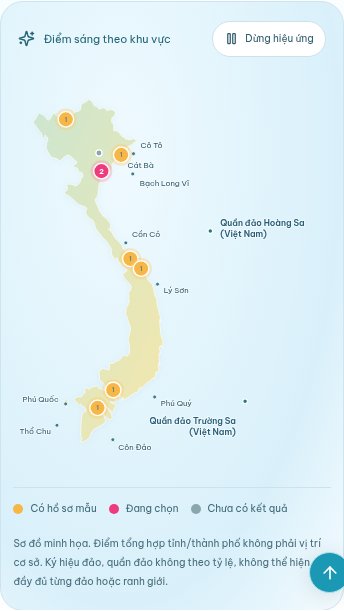 Điểm sáng theo khu vực
Dừng hiệu ứng
1
Cô Tô
1
Cát Bà
2
Bạch Long Vĩ
Quần đảo Hoàng Sa
(Việt Nam)
Cồn Cỏ
1
1
Lý Sơn
1
Phú Quốc
1
Phú Quý
Quần đảo Trường Sa
(Việt Nam)
Thổ Chu
Côn Đảo
Có hồ sơ mẫu
Đang chọn
Chưa có kết quả
Sơ đồ minh họa. Điểm tổng hợp tỉnh/thành phố không phải vị trí
cơ sở. Ký hiệu đảo, quần đảo không theo tỷ lệ, không thể hiện
đầy đủ từng đảo hoặc ranh giới.